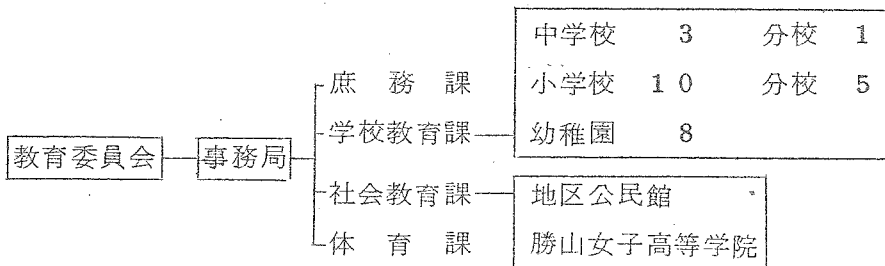 中学校 3 分校 1
庶務課 小学校 10 分校 5
学校教育課 幼稚園 8
教育委員会 事務局
社会教育課 地区公民館
体育課 勝山女子高等学院